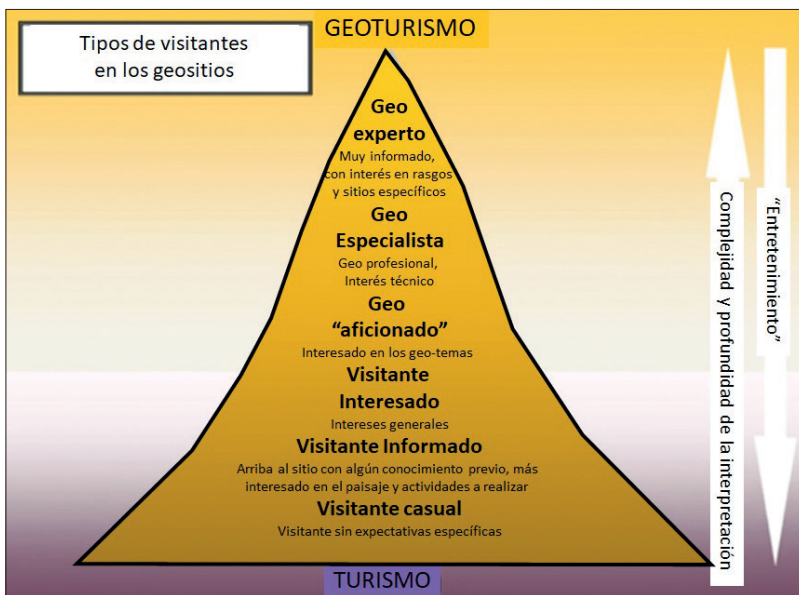 Tipos de visitantes
en los geositios
GEOTURISMO
Geo
experto
Muy informado,
con interés en rasgos
y sitios específicos
Geo
Especialista
Geo profesional,
Interés técnico
Geo
“aficionado”
Interesado en los geo-temas
Visitante
Interesado
Intereses generales
Visitante Informado
Arriba al sitio con algún conocimiento previo, más
interesado en el paisaje y actividades a realizar
Visitante casual
Visitante sin expectativas específicas
TURISMO
Complejidad y profundidad de la interpretación
“Entretenimiento”